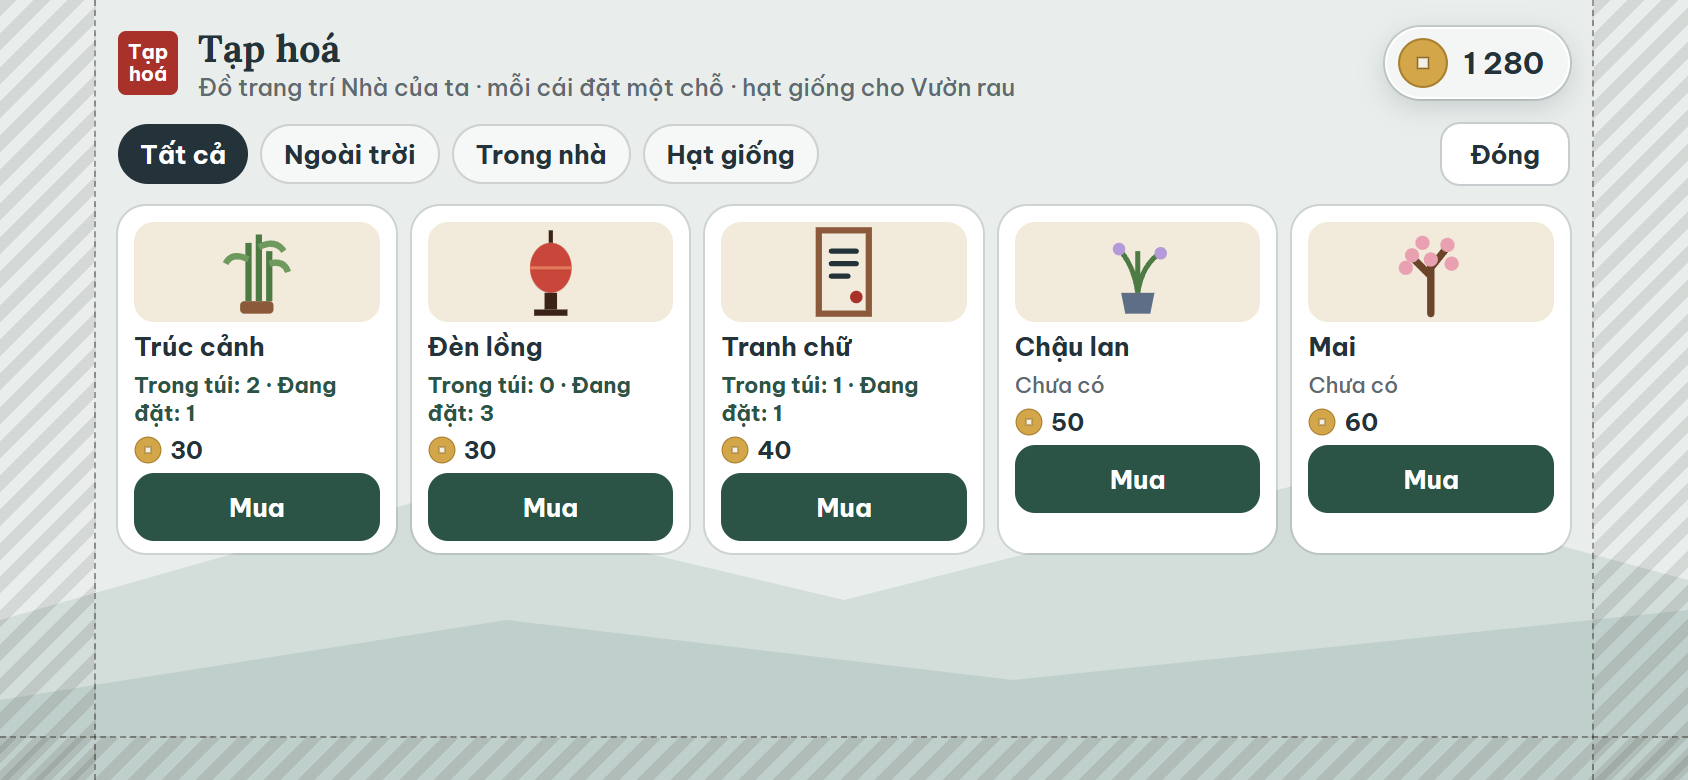 Tạp
hoá
Tạp hoá
Đồ trang trí Nhà của ta · mỗi cái đặt một chỗ · hạt giống cho Vườn rau
1 280
Tất cả
Ngoài trời
Trong nhà
Hạt giống
Đóng
Trúc cảnh
Trong túi: 2 · Đang
đặt: 1
30
Mua
Đèn lồng
Trong túi: 0 · Đang
đặt: 3
30
Mua
Tranh chữ
Trong túi: 1 · Đang
đặt: 1
40
Mua
Chậu lan
Chưa có
50
Mua
Mai
Chưa có
60
Mua